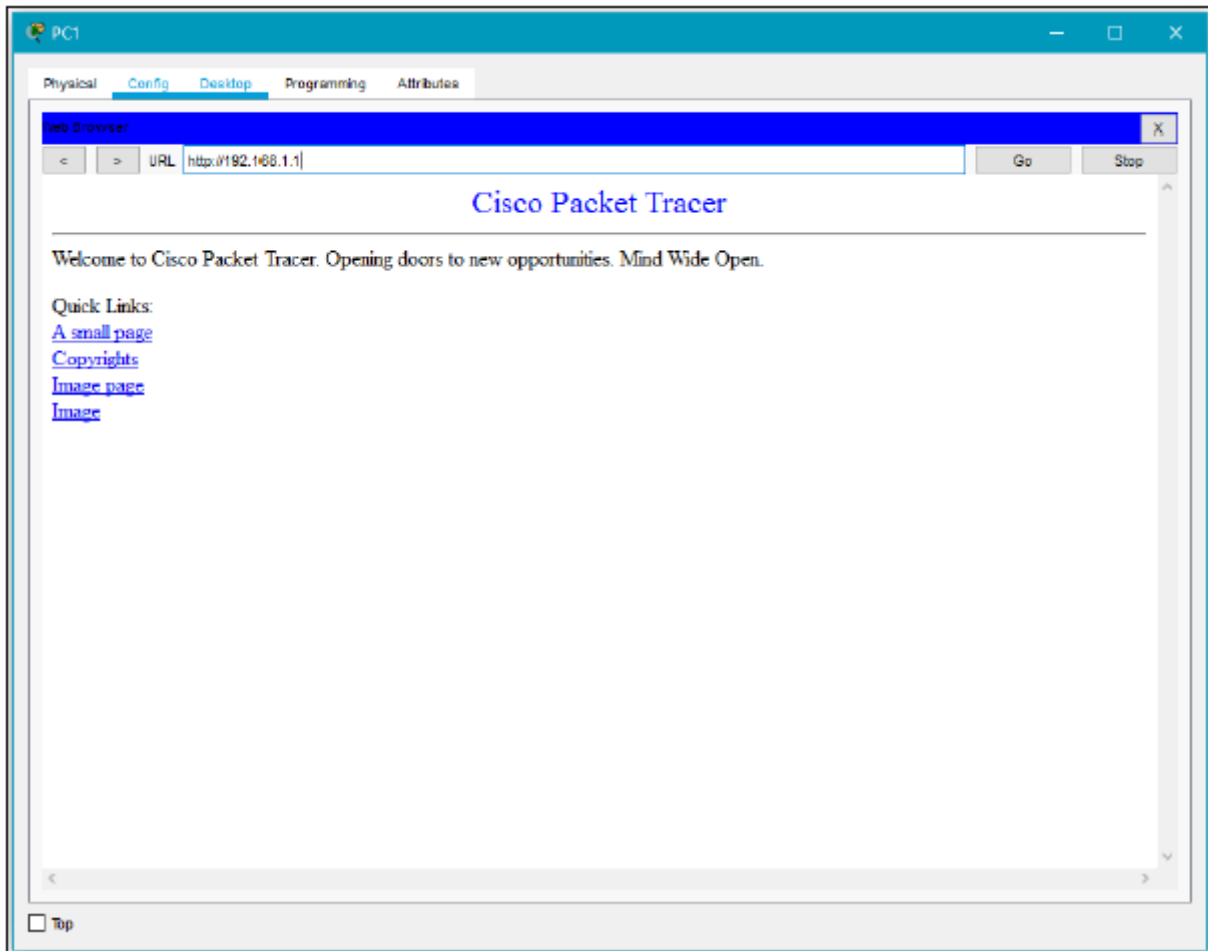 PC1
Physical Config Desktop Programming Attributes
Web Browser X
< > URL http://192.168.1.1 Go Stop
Cisco Packet Tracer
Welcome to Cisco Packet Tracer. Opening doors to new opportunities. Mind Wide Open.
Quick Links:
A small page
Copyrights
Image page
Image
Top